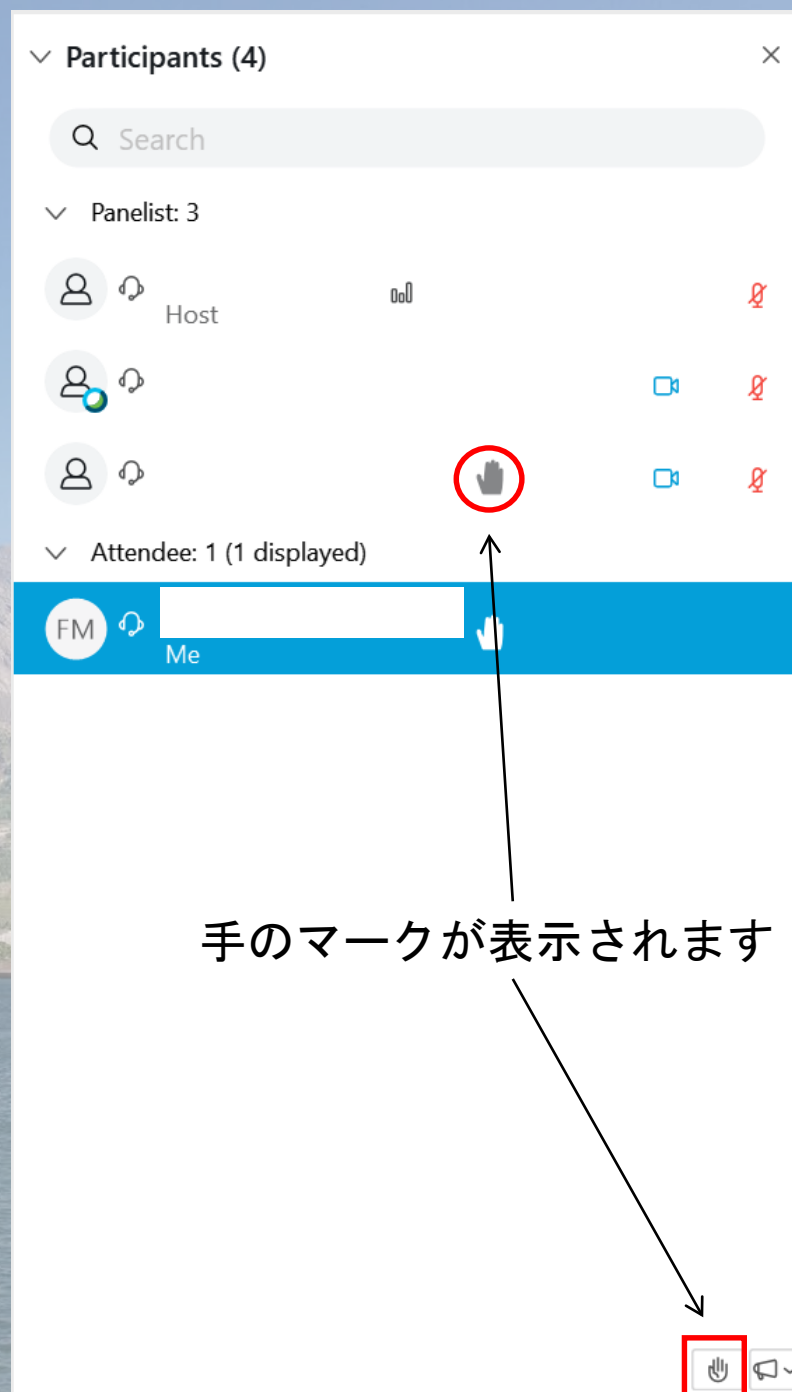 Participants (4)
Search
Panelist: 3
Host
Attendee: 1 (1 displayed)
FM
Me
手のマークが表示されます